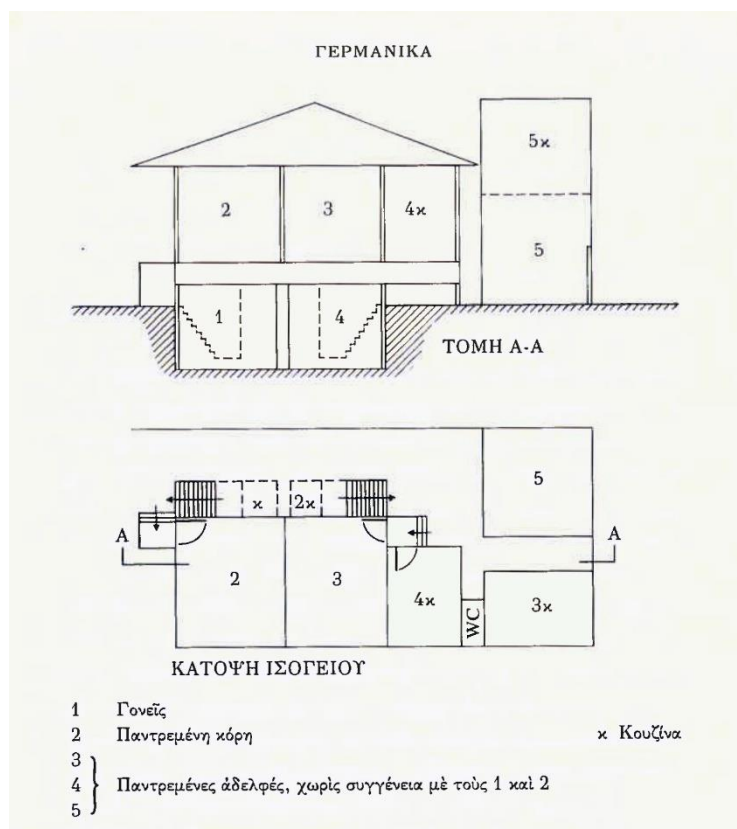 ΓΕΡΜΑΝΙΚΑ
5κ
2 3 4κ
5
1 4
ΤΟΜΗ Α-Α
5
κ 2κ
Α Α
2 3 4κ WC 3κ
ΚΑΤΟΨΗ ΙΣΟΓΕΙΟΥ
1 Γονεῖς
2 Παντρεμένη κόρη κ Κουζίνα
3
4 Παντρεμένες ἀδελφές, χωρὶς συγγένεια μὲ τοὺς 1 καὶ 2
5